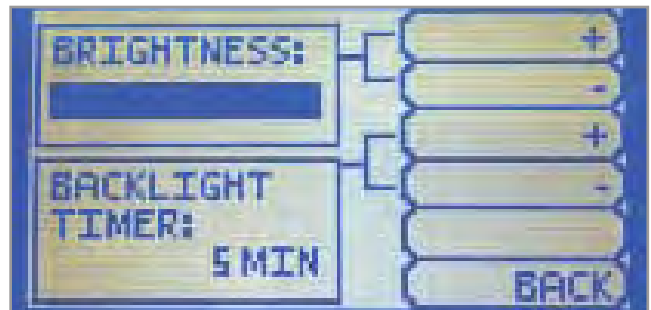 BRIGHTNESS:
+
-
BACKLIGHT
TIMER:
5 MIN
+
-
BACK